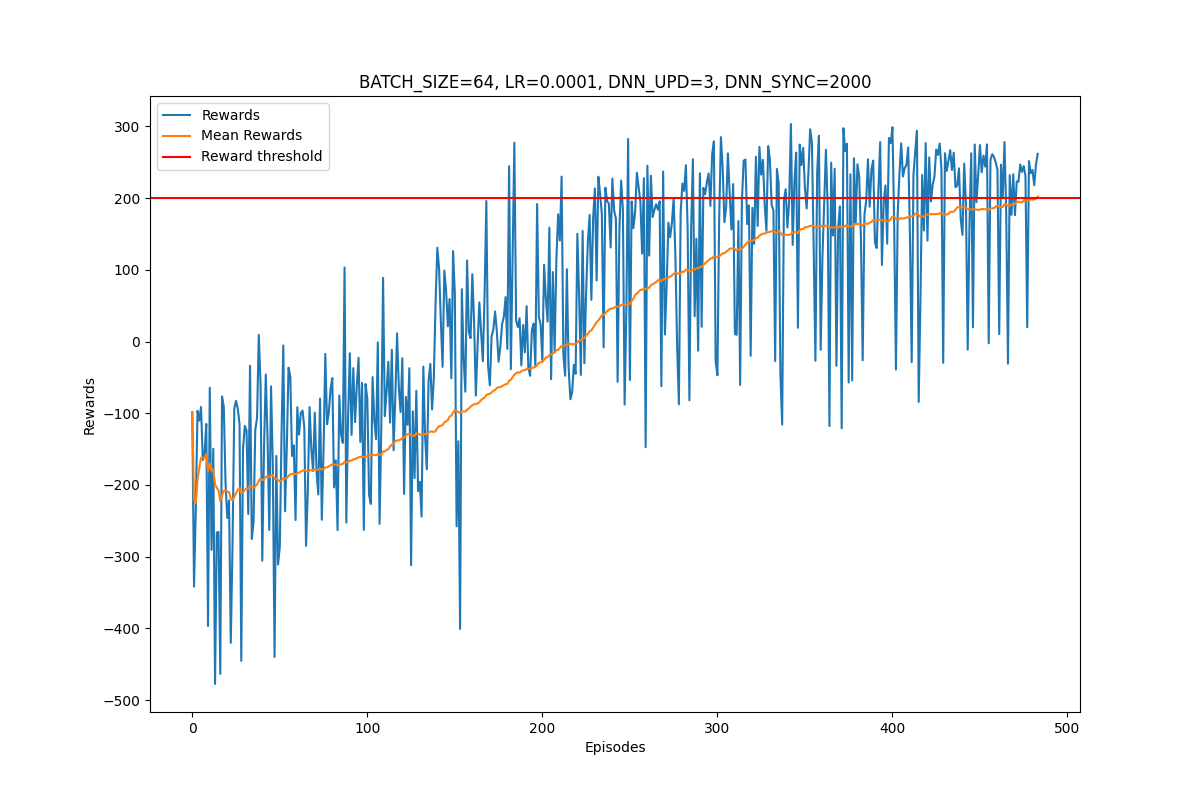 BATCH_SIZE=64, LR=0.0001, DNN_UPD=3, DNN_SYNC=2000
Rewards
Mean Rewards
Reward threshold
300
200
100
0
−100
−200
−300
−400
−500
Rewards
0 100 200 300 400 500
Episodes